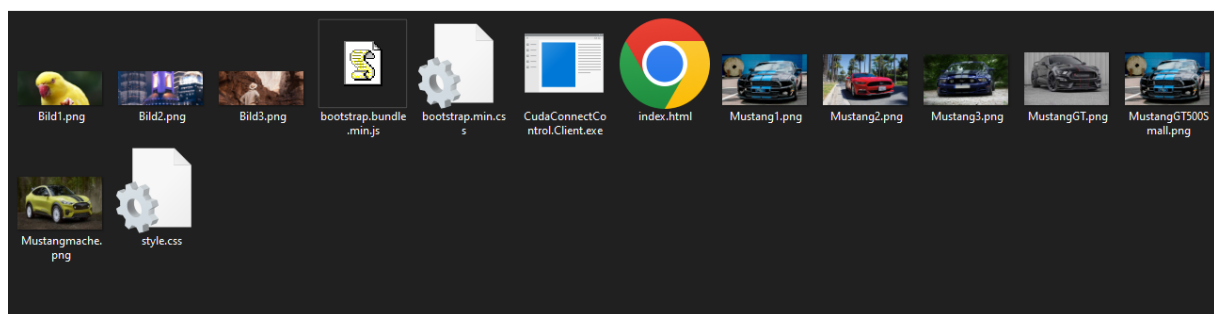 Bild1.png
Bild2.png
Bild3.png
bootstrap.bundle
.min.js
bootstrap.min.cs
s
CudaConnectCo
ntrol.Client.exe
index.html
Mustang1.png
Mustang2.png
Mustang3.png
MustangGT.png
MustangGT500S
mall.png
Mustangmache.
png
style.css